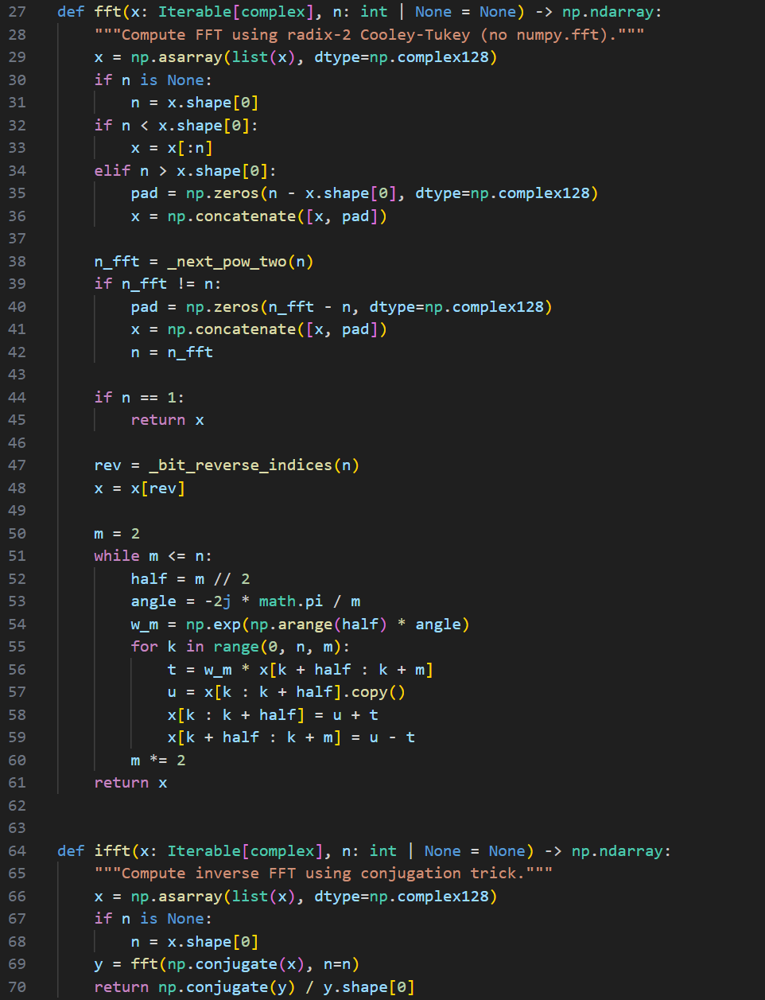 27 def fft(x: Iterable[complex], n: int | None = None) -> np.ndarray:
28     """Compute FFT using radix-2 Cooley-Tukey (no numpy.fft)."""
29     x = np.asarray(list(x), dtype=np.complex128)
30     if n is None:
31         n = x.shape[0]
32     if n < x.shape[0]:
33         x = x[:n]
34     elif n > x.shape[0]:
35         pad = np.zeros(n - x.shape[0], dtype=np.complex128)
36         x = np.concatenate([x, pad])
37
38     n_fft = _next_pow_two(n)
39     if n_fft != n:
40         pad = np.zeros(n_fft - n, dtype=np.complex128)
41         x = np.concatenate([x, pad])
42         n = n_fft
43
44     if n == 1:
45         return x
46
47     rev = _bit_reverse_indices(n)
48     x = x[rev]
49
50     m = 2
51     while m <= n:
52         half = m // 2
53         angle = -2j * math.pi / m
54         w_m = np.exp(np.arange(half) * angle)
55         for k in range(0, n, m):
56             t = w_m * x[k + half : k + m]
57             u = x[k : k + half].copy()
58             x[k : k + half] = u + t
59             x[k + half : k + m] = u - t
60         m *= 2
61     return x
62
63
64 def ifft(x: Iterable[complex], n: int | None = None) -> np.ndarray:
65     """Compute inverse FFT using conjugation trick."""
66     x = np.asarray(list(x), dtype=np.complex128)
67     if n is None:
68         n = x.shape[0]
69     y = fft(np.conjugate(x), n=n)
70     return np.conjugate(y) / y.shape[0]